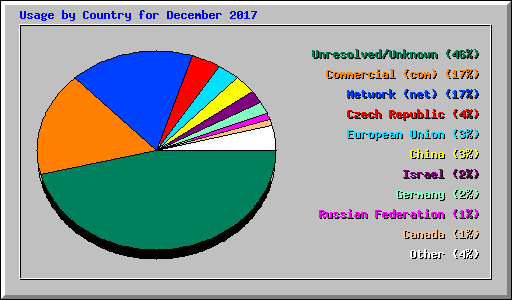 Usage by Country for December 2017
Unresolved/Unknown (46%)
Commercial (com) (17%)
Network (net) (17%)
Czech Republic (4%)
European Union (3%)
China (3%)
Israel (2%)
Germany (2%)
Russian Federation (1%)
Canada (1%)
Other (4%)